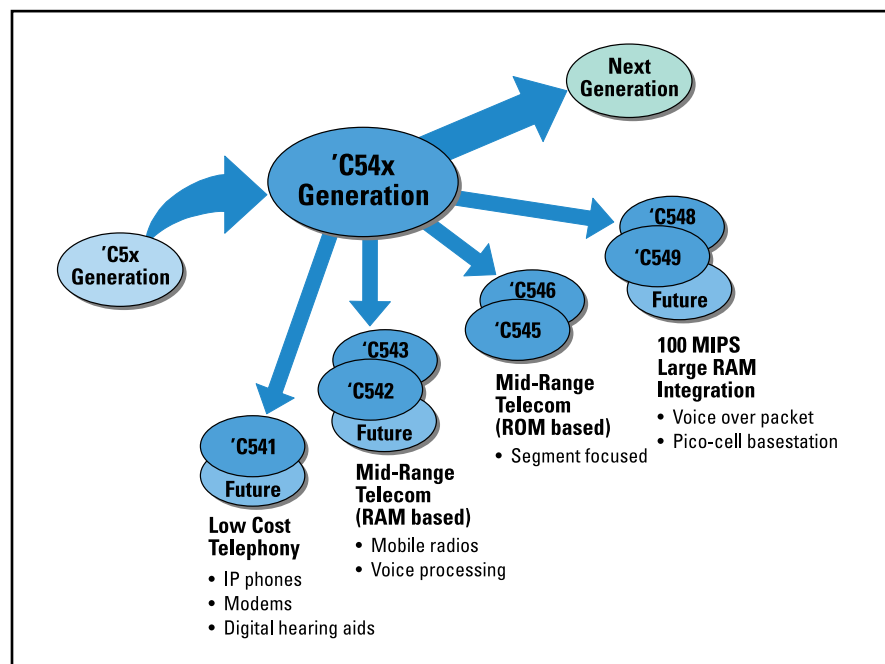 Next
Generation
'C54x
Generation
'C5x
Generation
'C548
'C549
Future
'C546
'C545
'C543
'C542
Future
'C541
Future
100 MIPS
Large RAM
Integration
• Voice over packet
• Pico-cell basestation
Mid-Range
Telecom
(ROM based)
• Segment focused
Mid-Range
Telecom
(RAM based)
• Mobile radios
• Voice processing
Low Cost
Telephony
• IP phones
• Modems
• Digital hearing aids